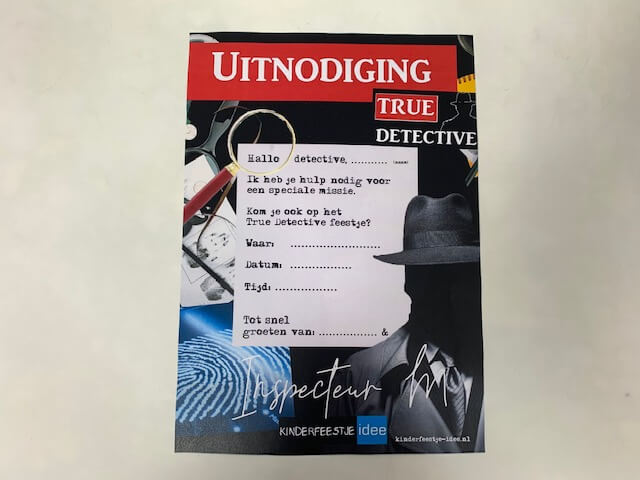 UITNODIGING
TRUE
DETECTIVE
Hallo detective, ........... (naam)
Ik heb je hulp nodig voor
een speciale missie.
Kom je ook op het
True Detective feestje?
Waar: ......................
Datum: ...............
Tijd: ...............
Tot snel
groeten van: .............. &
Inspecteur M
KINDERFEESTJE idee
kinderfeestje-idee.nl